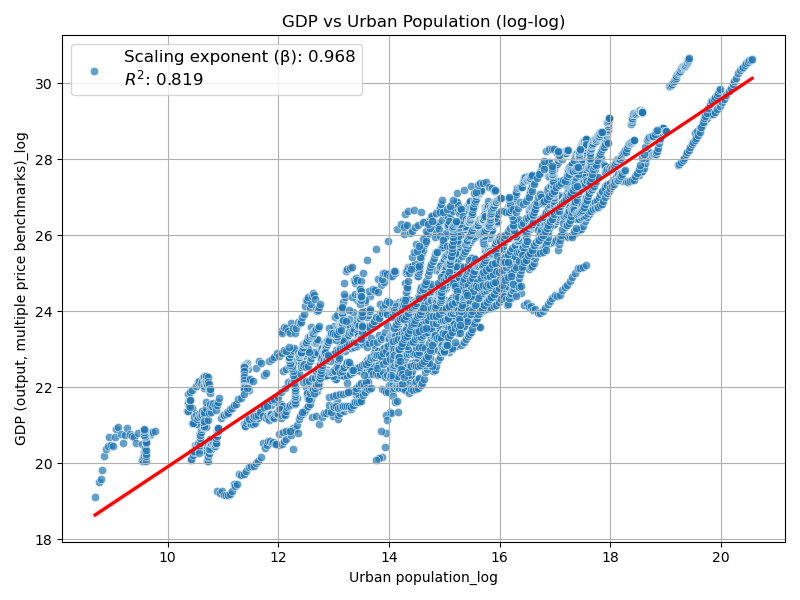 GDP vs Urban Population (log-log)
Scaling exponent (β): 0.968
R²: 0.819
GDP (output, multiple price benchmarks)_log
30
28
26
24
22
20
18
10
12
14
16
18
20
Urban population_log